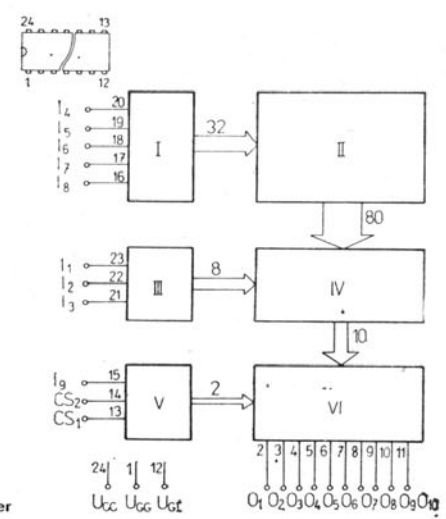 24 13
1 12
I4 20
I5 19
I6 18
I7 17
I8 16
I
32
II
80
I1 23
I2 22
I3 21
III
8
IV
10
I9 15
CS2 14
CS1 13
V
2
VI
24 1 12
UCC UGG
2 3 4 5 6 7 8 9 10 11
O1 O2 O3 O4 O5 O6 O7 O8 O9 O10
er